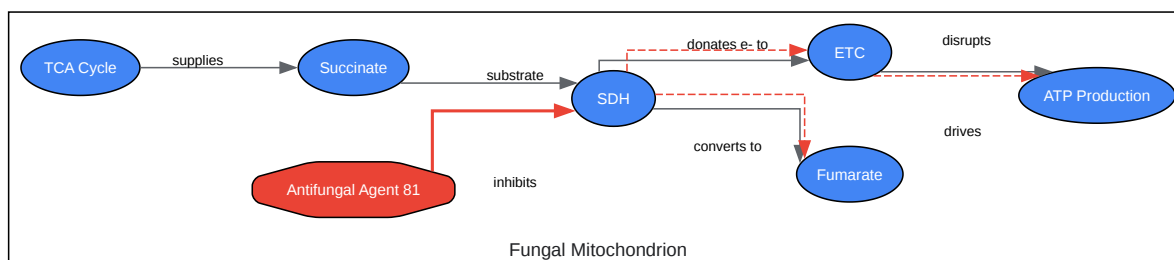 TCA Cycle
supplies
Succinate
substrate
SDH
donates e- to
ETC
disrupts
ATP Production
drives
converts to
Fumarate
Antifungal Agent 81
inhibits
Fungal Mitochondrion